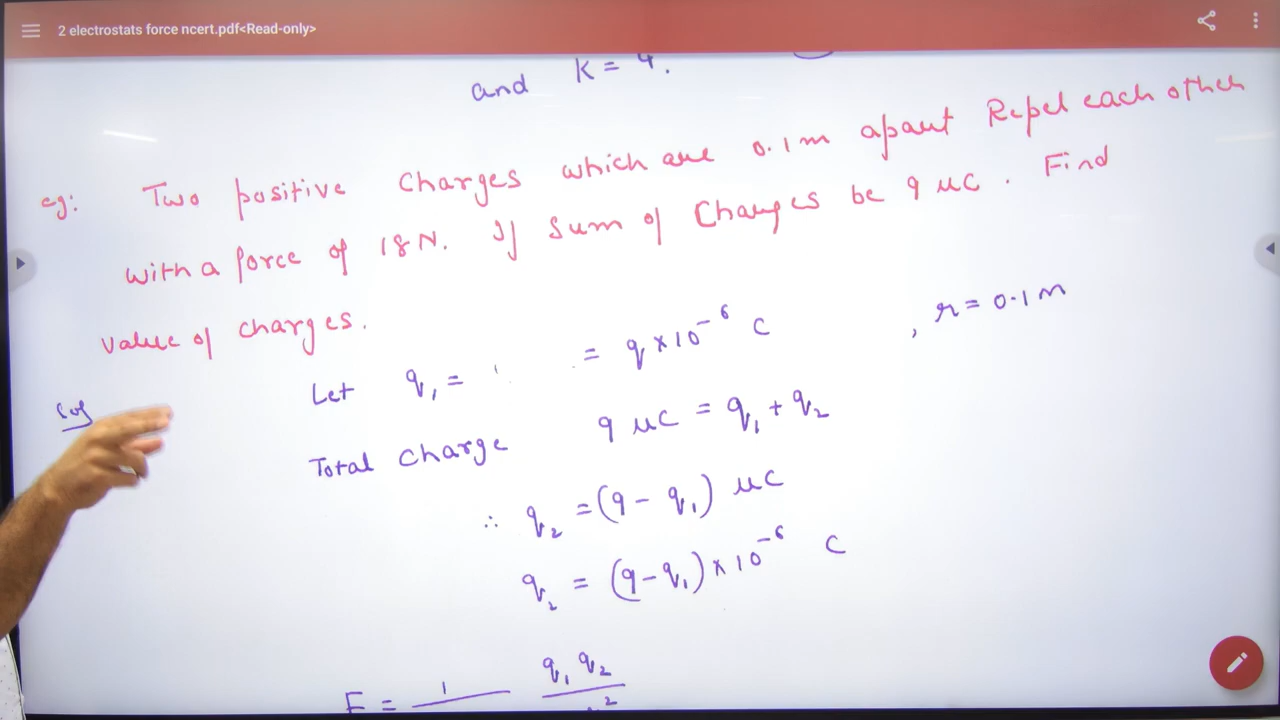 2 electrostats force ncert.pdf<Read-only>
and K = 4.
eg: Two positive charges which are 0.1m apart Repel each other
with a force of 18N. If sum of Charges be 9 μC. Find
value of charges.
Sol Let q₁ = = q × 10⁻⁶ C , r = 0.1 m
Total charge 9 μC = q₁ + q₂
∴ q₂ = (9 - q₁) μC
q₂ = (9 - q₁) × 10⁻⁶ C
F = 1 q₁ q₂
2